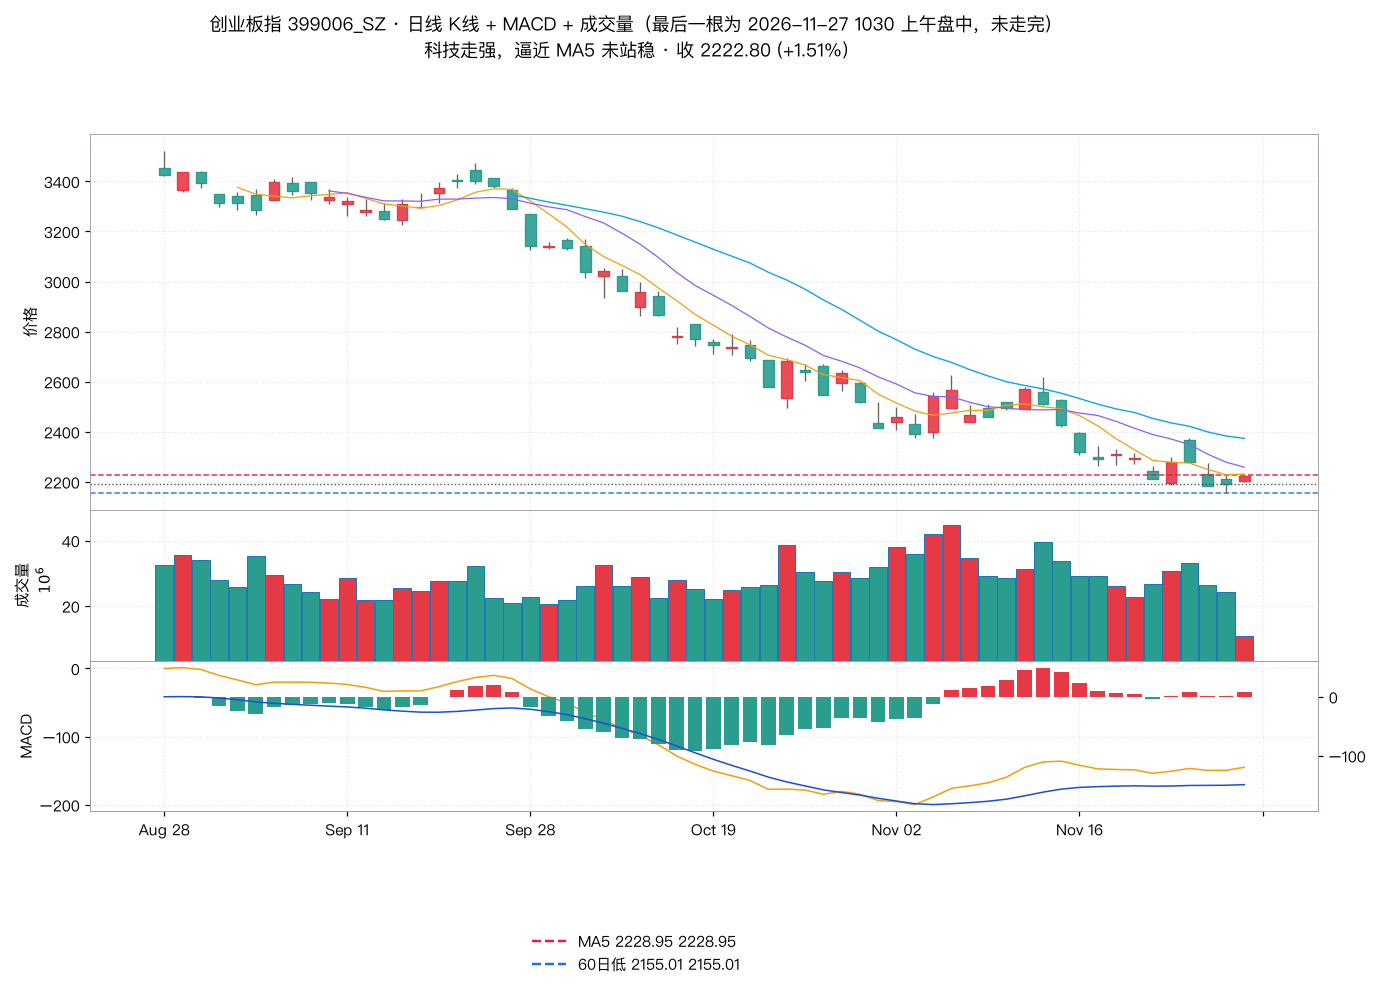 创业板指 399006_SZ · 日线 K线 + MACD + 成交量（最后一根为 2026-11-27 1030 上午盘中，未走完）
科技走强，逼近 MA5 未站稳 · 收 2222.80 (+1.51%)
价格
3400
3200
3000
2800
2600
2400
2200
成交量
10⁶
40
20
MACD
0
−100
−200
0
−100
Aug 28
Sep 11
Sep 28
Oct 19
Nov 02
Nov 16
MA5 2228.95 2228.95
60日低 2155.01 2155.01